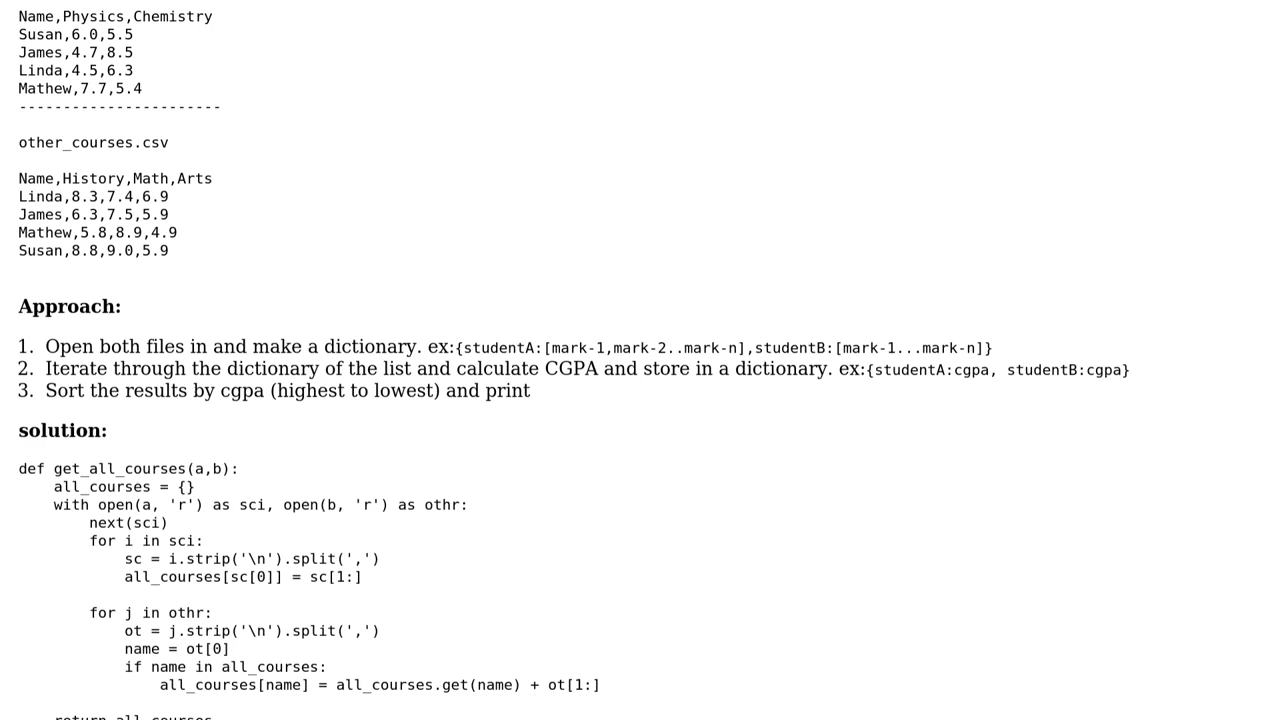 Name,Physics,Chemistry
Susan,6.0,5.5
James,4.7,8.5
Linda,4.5,6.3
Mathew,7.7,5.4
-----------------------
other_courses.csv
Name,History,Math,Arts
Linda,8.3,7.4,6.9
James,6.3,7.5,5.9
Mathew,5.8,8.9,4.9
Susan,8.8,9.0,5.9
Approach:
1. Open both files in and make a dictionary. ex:{studentA:[mark-1,mark-2..mark-n],studentB:[mark-1...mark-n]}
2. Iterate through the dictionary of the list and calculate CGPA and store in a dictionary. ex:{studentA:cgpa, studentB:cgpa}
3. Sort the results by cgpa (highest to lowest) and print
solution:
def get_all_courses(a,b):
    all_courses = {}
    with open(a, 'r') as sci, open(b, 'r') as othr:
        next(sci)
        for i in sci:
            sc = i.strip('\n').split(',')
            all_courses[sc[0]] = sc[1:]
        for j in othr:
            ot = j.strip('\n').split(',')
            name = ot[0]
            if name in all_courses:
                all_courses[name] = all_courses.get(name) + ot[1:]
    return all_courses